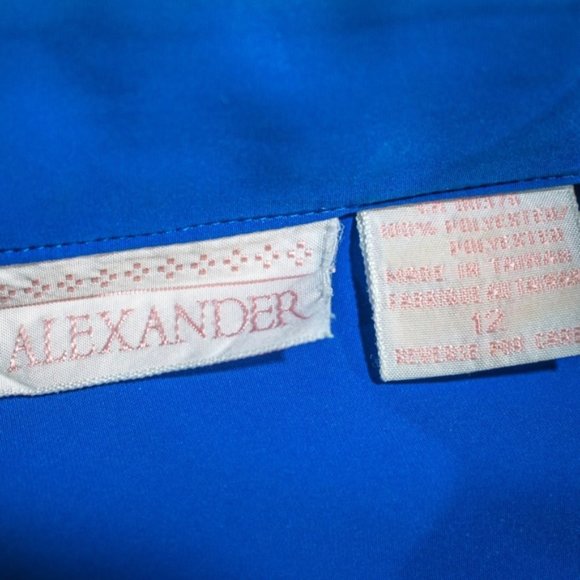 ALEXANDER
100% POLYESTER
POLYESTER
MADE IN TAIWAN
FABRIQUE AU TAIWAN
12
REVERSE FOR CARE